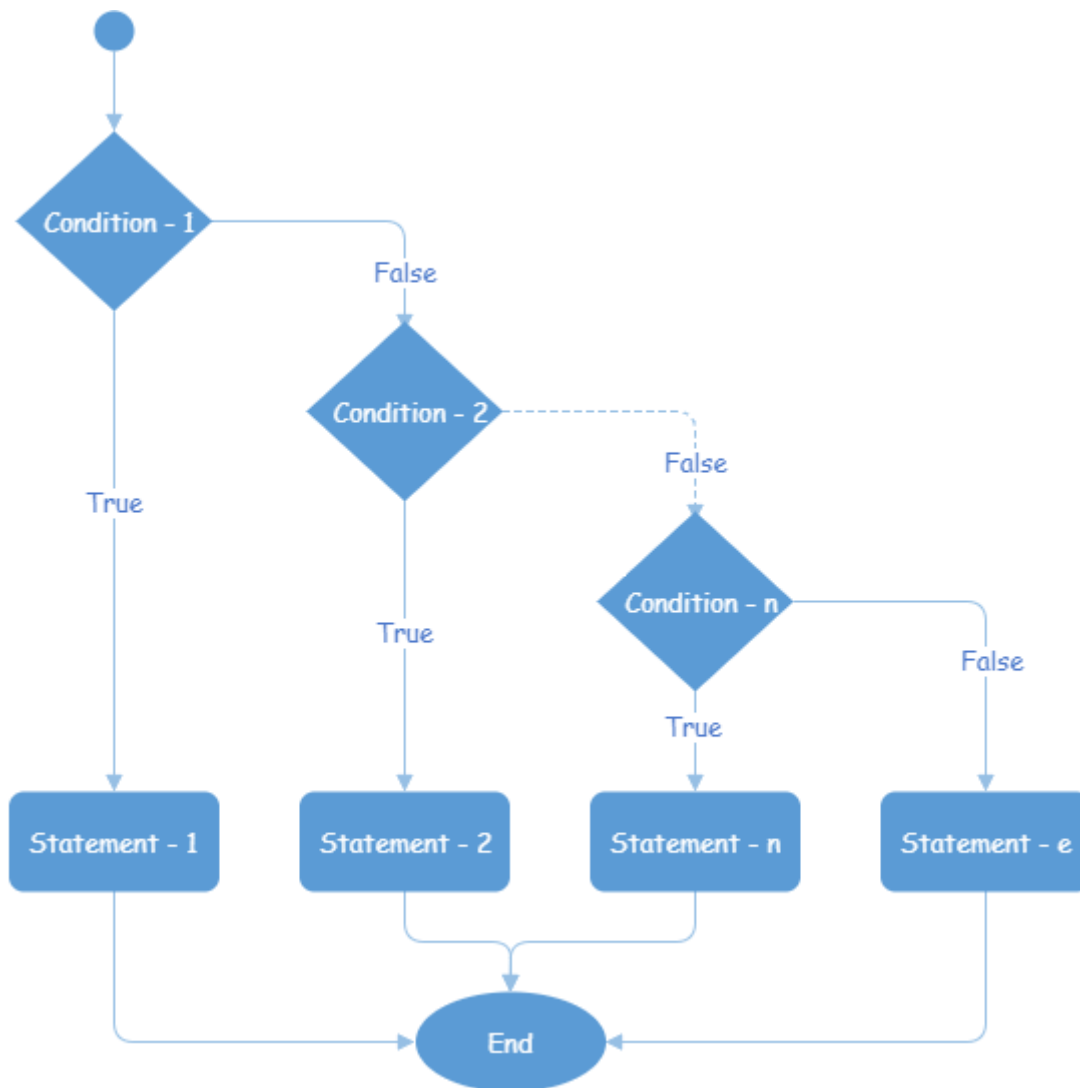 Condition - 1
False
Condition - 2
False
True
Condition - n
True
False
True
Statement - 1
Statement - 2
Statement - n
Statement - e
End